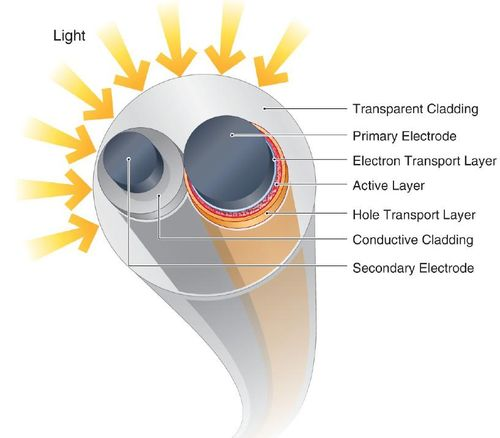 Light
Transparent Cladding
Primary Electrode
Electron Transport Layer
Active Layer
Hole Transport Layer
Conductive Cladding
Secondary Electrode